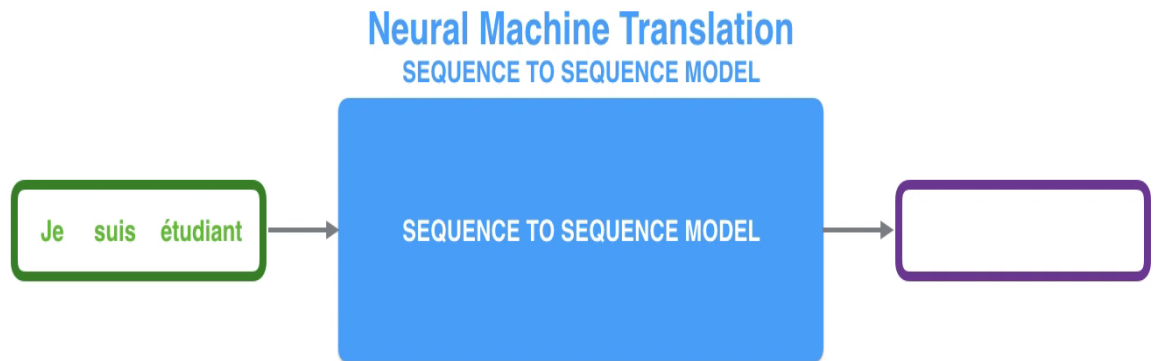 Neural Machine Translation
SEQUENCE TO SEQUENCE MODEL
Je suis étudiant
SEQUENCE TO SEQUENCE MODEL